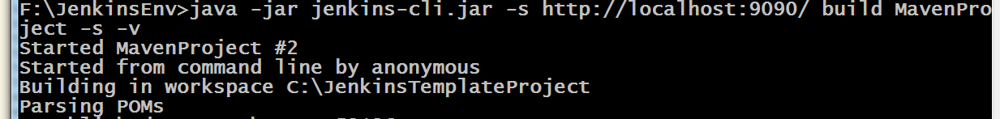 F:\JenkinsEnv>java -jar jenkins-cli.jar -s http://localhost:9090/ build MavenPro
ject -s -v
Started MavenProject #2
Started from command line by anonymous
Building in workspace C:\JenkinsTemplateProject
Parsing POMs